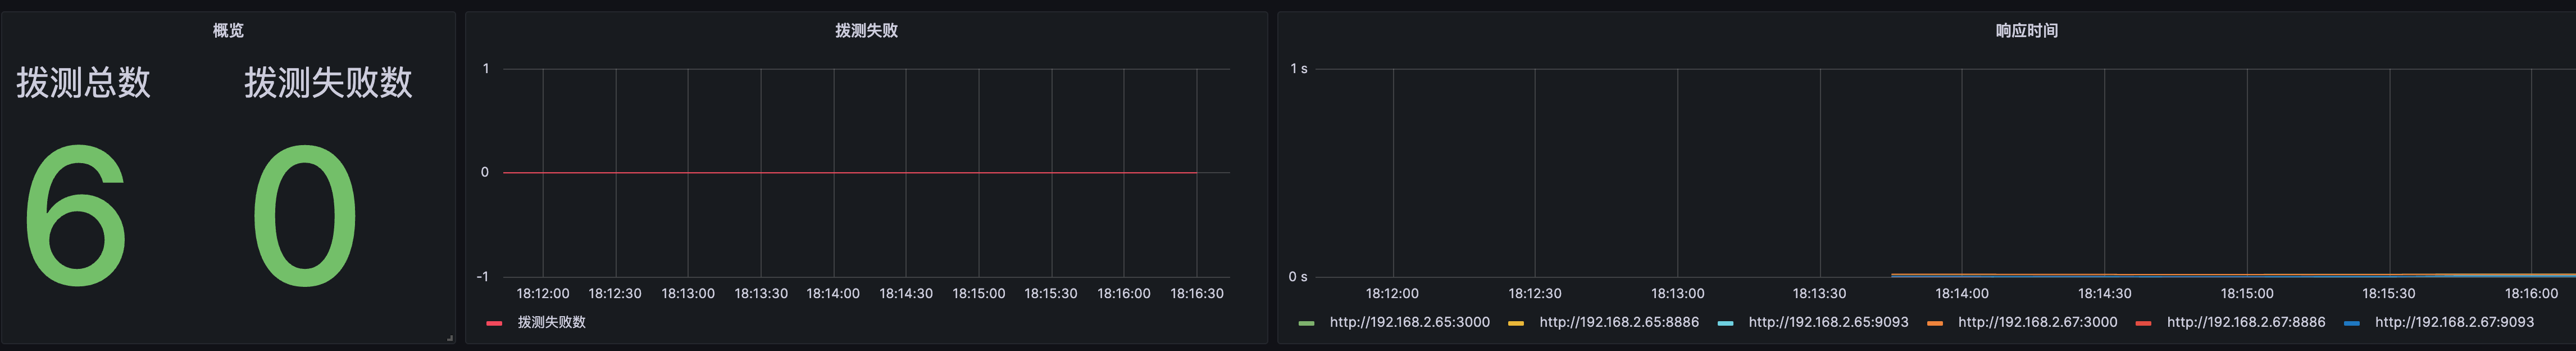 概览
拨测总数 拨测失败数
6 0
拨测失败
1
0
-1
18:12:00 18:12:30 18:13:00 18:13:30 18:14:00 18:14:30 18:15:00 18:15:30 18:16:00 18:16:30
拨测失败数
响应时间
1 s
0 s
18:12:00 18:12:30 18:13:00 18:13:30 18:14:00 18:14:30 18:15:00 18:15:30 18:16:00
http://192.168.2.65:3000 http://192.168.2.65:8886 http://192.168.2.65:9093 http://192.168.2.67:3000 http://192.168.2.67:8886 http://192.168.2.67:9093